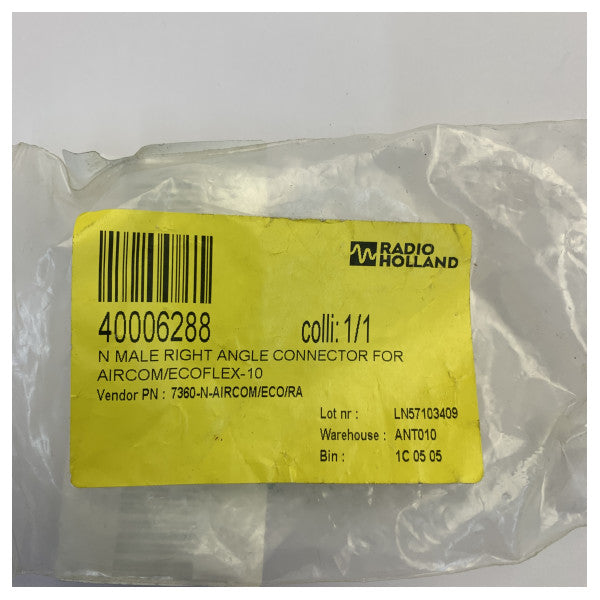 RADIO
HOLLAND
40006288 colli: 1/1
N MALE RIGHT ANGLE CONNECTOR FOR
AIRCOM/ECOFLEX-10
Vendor PN : 7360-N-AIRCOM/ECO/RA
Lot nr : LN57103409
Warehouse : ANT010
Bin : 1C 05 05